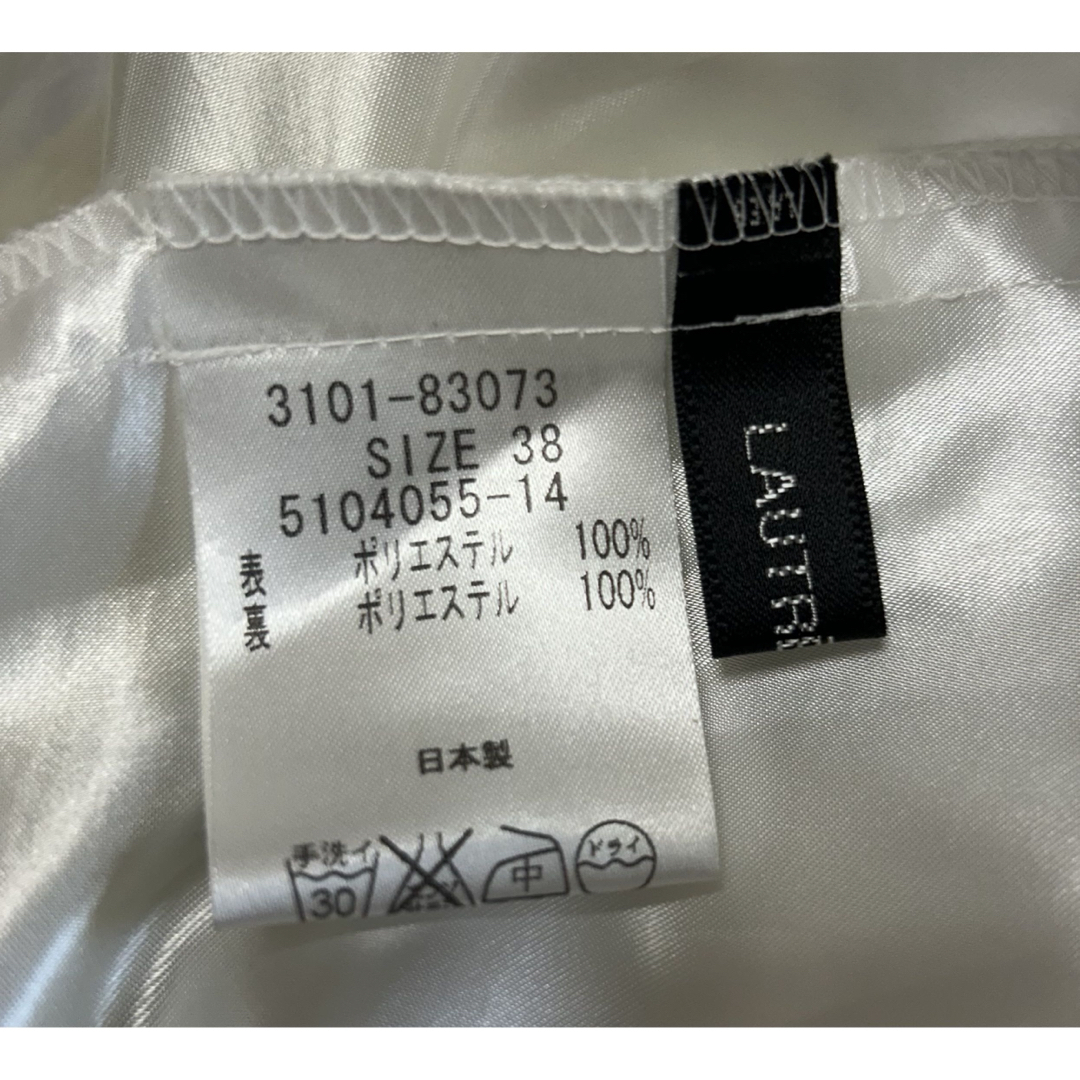 3101-83073
SIZE 38
5104055-14
表 ポリエステル 100%
裏 ポリエステル 100%
日本製
手洗イ
30
中
ドライ
LAUTRE